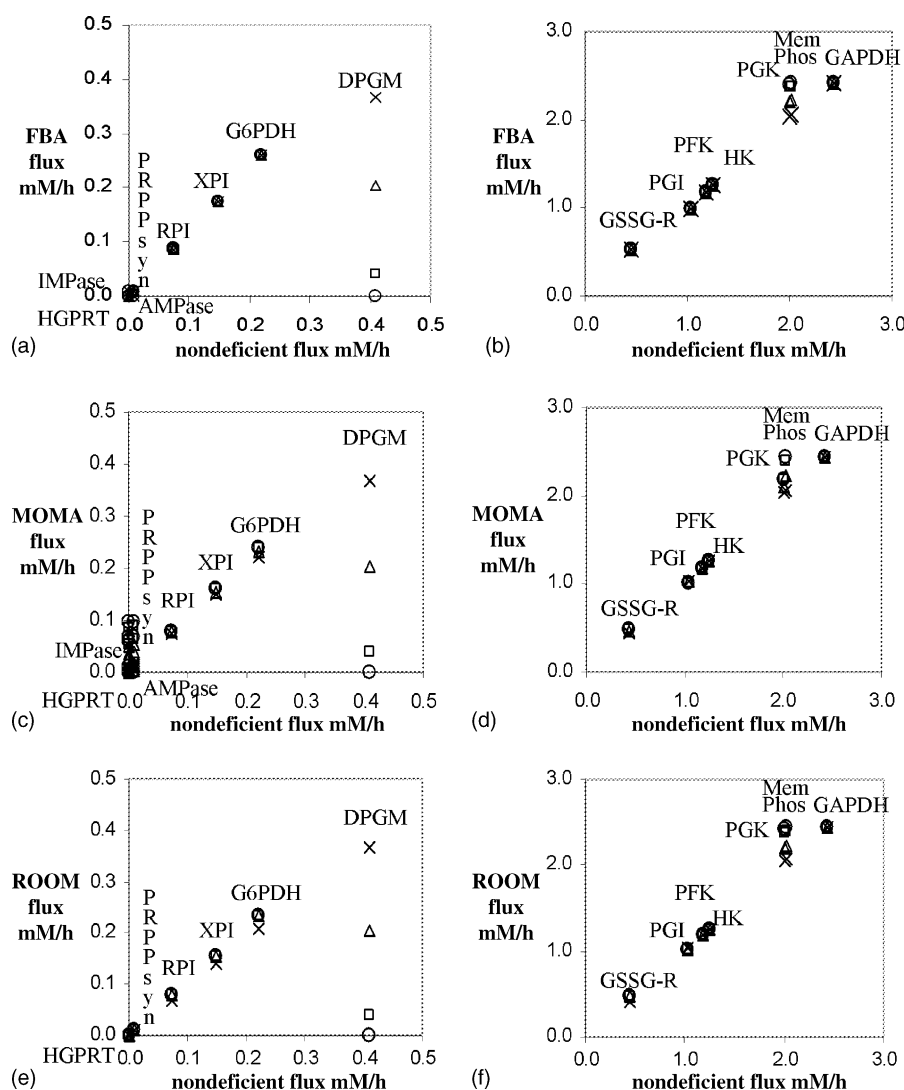 0.5
0.4
FBA
flux
mM/h
0.3
0.2
0.1
0.0
DPGM
G6PDH
XPI
RPI
P
R
P
P
s
y
n
IMPase
AMPase
HGPRT
0.0 0.1 0.2 0.3 0.4 0.5
(a) nondeficient flux mM/h
3.0
FBA
flux
mM/h
2.0
1.0
0.0
Mem
Phos GAPDH
PGK
PFK
HK
PGI
GSSG-R
0.0 1.0 2.0 3.0
(b) nondeficient flux mM/h
0.5
0.4
MOMA
flux
mM/h
0.3
0.2
0.1
0.0
DPGM
G6PDH
XPI
RPI
P
R
P
P
s
y
n
IMPase
AMPase
HGPRT
0.0 0.1 0.2 0.3 0.4 0.5
(c) nondeficient flux mM/h
3.0
MOMA
flux
mM/h
2.0
1.0
0.0
Mem
Phos GAPDH
PGK
PFK
HK
PGI
GSSG-R
0.0 1.0 2.0 3.0
(d) nondeficient flux mM/h
0.5
0.4
ROOM
flux
mM/h
0.3
0.2
0.1
0.0
DPGM
G6PDH
XPI
RPI
P
R
P
P
s
y
n
HGPRT
0.0 0.1 0.2 0.3 0.4 0.5
(e) nondeficient flux mM/h
3.0
ROOM
flux
mM/h
2.0
1.0
0.0
Mem
Phos GAPDH
PGK
PFK
HK
PGI
GSSG-R
0.0 1.0 2.0 3.0
(f) nondeficient flux mM/h